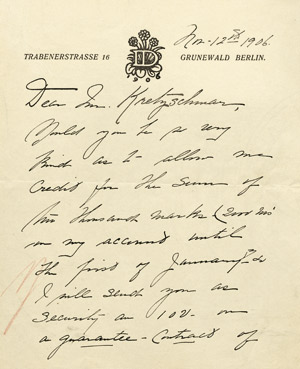 Nov. 12th 1906.
TRABENERSTRASSE 16 GRUNEWALD BERLIN.
Dear Mr. Kretzschmar,
Would you be so very
Kind as to allow me
credit for the sum of
two thousand marks (2000 ms
on my account until
the first of January &
I will send you as
security an IOU on
a guarantee-contract of